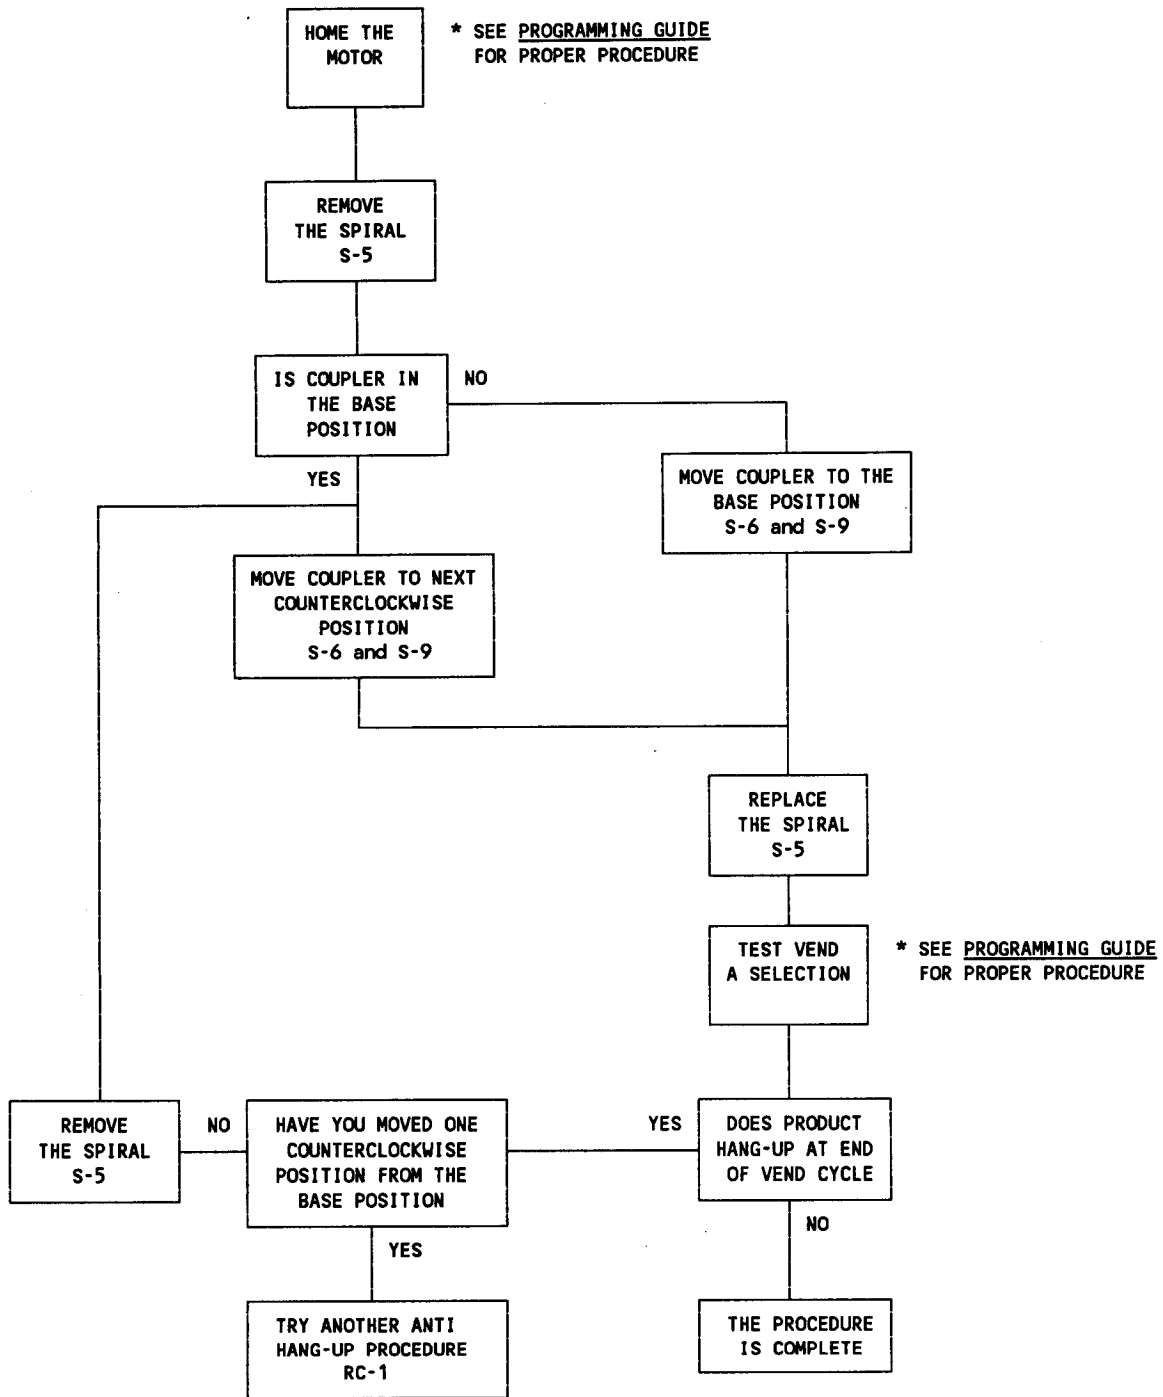 HOME THE
MOTOR
* SEE PROGRAMMING GUIDE
FOR PROPER PROCEDURE
REMOVE
THE SPIRAL
S-5
IS COUPLER IN
THE BASE
POSITION
NO
YES
MOVE COUPLER TO THE
BASE POSITION
S-6 and S-9
MOVE COUPLER TO NEXT
COUNTERCLOCKWISE
POSITION
S-6 and S-9
REPLACE
THE SPIRAL
S-5
TEST VEND
A SELECTION
* SEE PROGRAMMING GUIDE
FOR PROPER PROCEDURE
REMOVE
THE SPIRAL
S-5
NO
HAVE YOU MOVED ONE
COUNTERCLOCKWISE
POSITION FROM THE
BASE POSITION
YES
DOES PRODUCT
HANG-UP AT END
OF VEND CYCLE
NO
YES
TRY ANOTHER ANTI
HANG-UP PROCEDURE
RC-1
THE PROCEDURE
IS COMPLETE